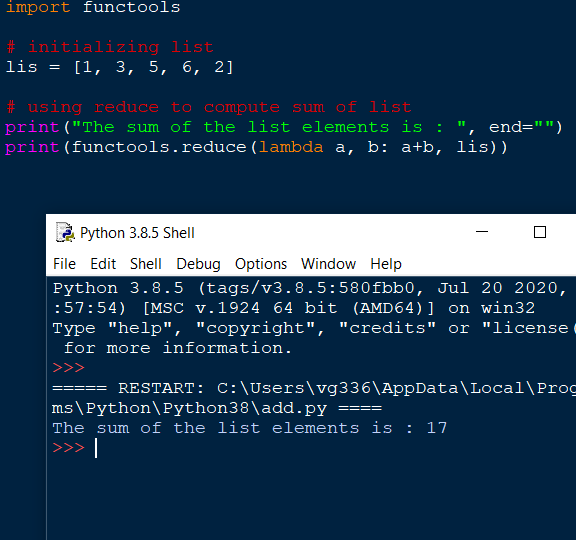 import functools
# initializing list
lis = [1, 3, 5, 6, 2]
# using reduce to compute sum of list
print("The sum of the list elements is : ", end="")
print(functools.reduce(lambda a, b: a+b, lis))
Python 3.8.5 Shell
File Edit Shell Debug Options Window Help
Python 3.8.5 (tags/v3.8.5:580fbb0, Jul 20 2020,
:57:54) [MSC v.1924 64 bit (AMD64)] on win32
Type "help", "copyright", "credits" or "license(
for more information.
>>>
===== RESTART: C:\Users\vg336\AppData\Local\Prog
ms\Python\Python38\add.py ====
The sum of the list elements is : 17
>>>